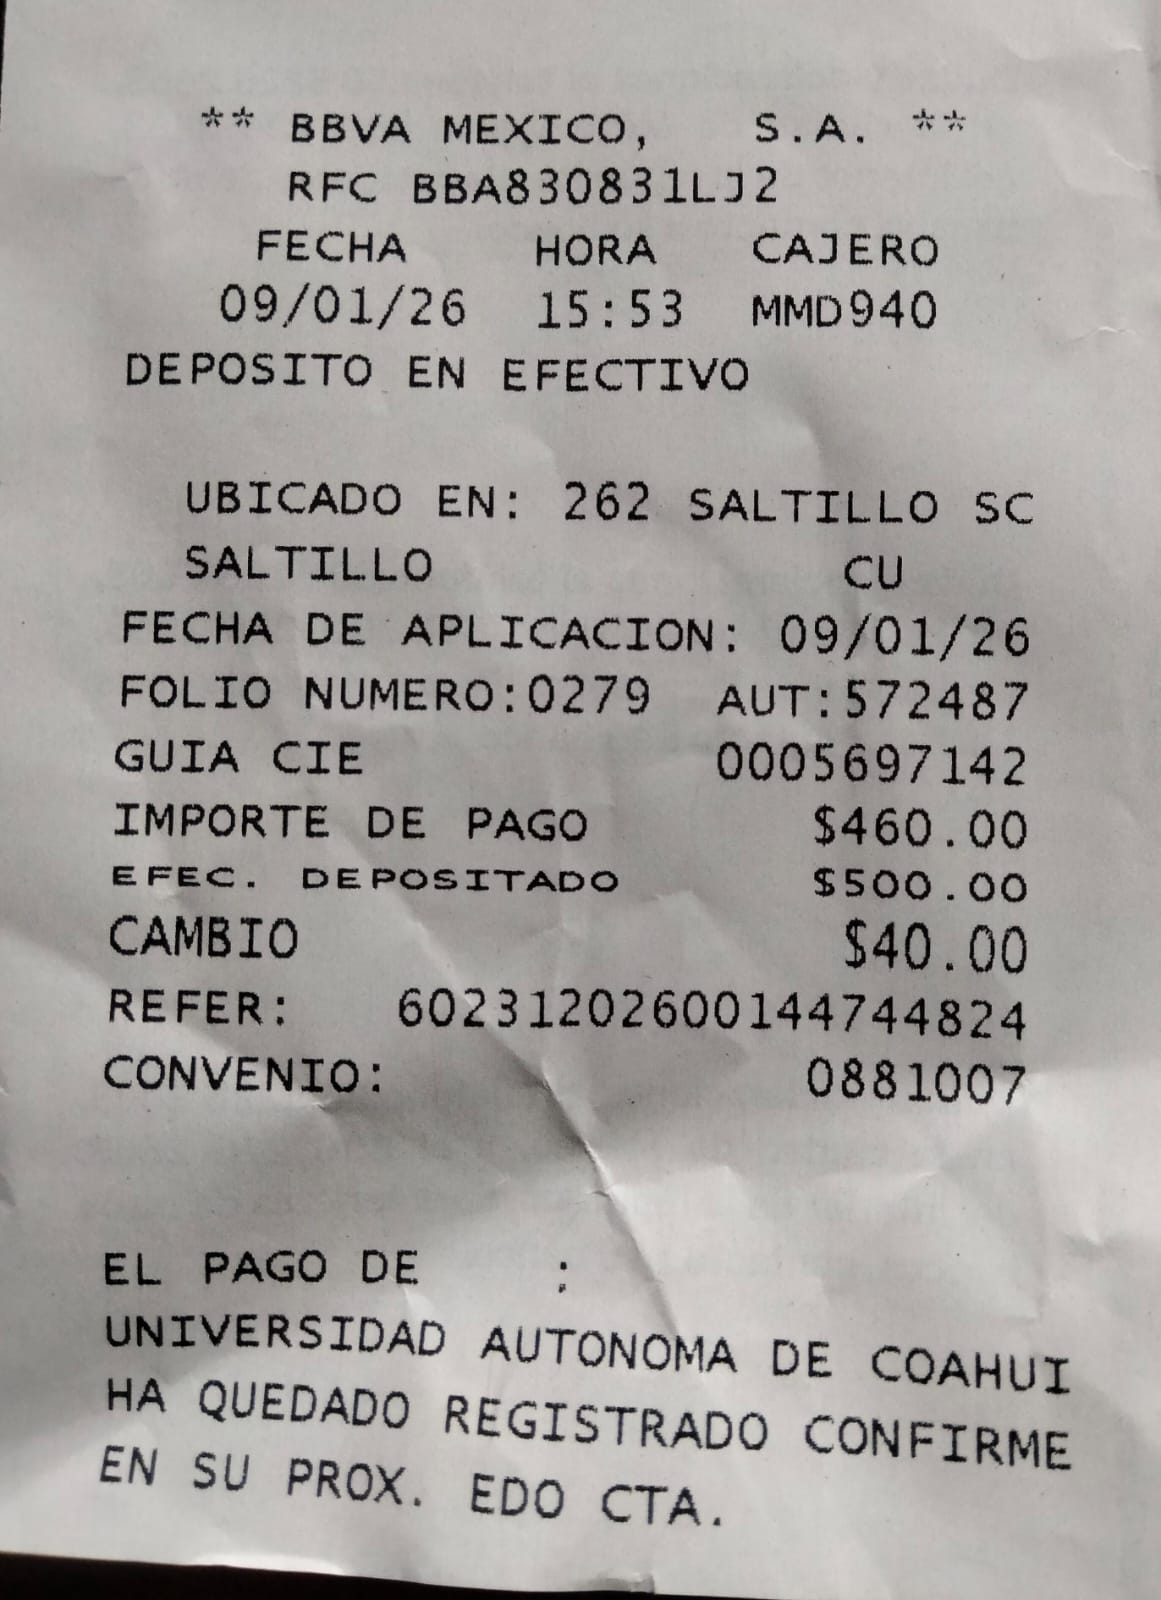 ** BBVA MEXICO, S.A. **
RFC BBA830831LJ2
FECHA HORA CAJERO
09/01/26 15:53 MMD940
DEPOSITO EN EFECTIVO
UBICADO EN: 262 SALTILLO SC
SALTILLO CU
FECHA DE APLICACION: 09/01/26
FOLIO NUMERO:0279 AUT:572487
GUIA CIE 0005697142
IMPORTE DE PAGO $460.00
EFEC. DEPOSITADO $500.00
CAMBIO $40.00
REFER: 60231202600144744824
CONVENIO: 0881007
EL PAGO DE :
UNIVERSIDAD AUTONOMA DE COAHUI
HA QUEDADO REGISTRADO CONFIRME
EN SU PROX. EDO CTA.